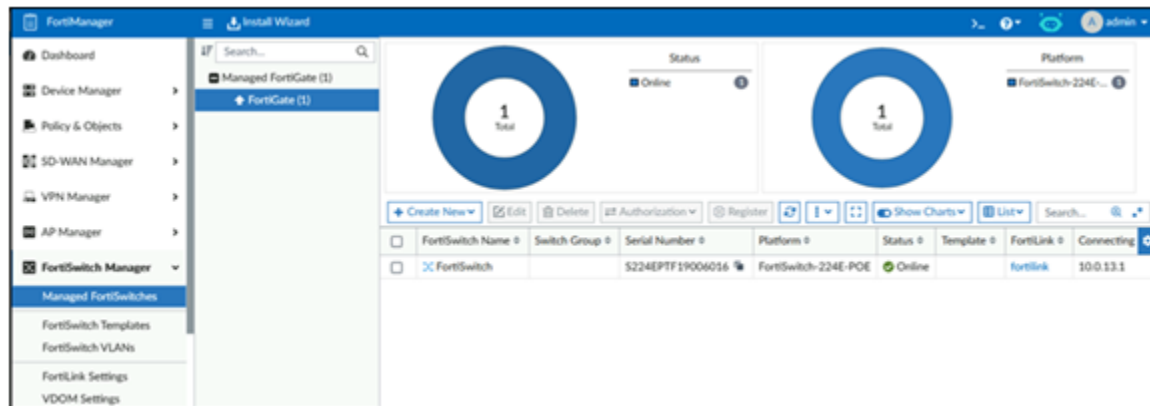 FortiManager
Install Wizard
admin
Dashboard
Device Manager
Policy & Objects
SD-WAN Manager
VPN Manager
AP Manager
FortiSwitch Manager
Managed FortiSwitches
FortiSwitch Templates
FortiSwitch VLANs
FortiLink Settings
VDOM Settings
Search...
Managed FortiGate (1)
FortiGate (1)
1
Total
Status
Online 1
1
Total
Platform
FortiSwitch-224E-... 1
Create New Edit Delete Authorization Register Show Charts List Search...
FortiSwitch Name Switch Group Serial Number Platform Status Template FortiLink Connecting
FortiSwitch S224EPTF19006016 FortiSwitch-224E-POE Online fortilink 10.0.13.1